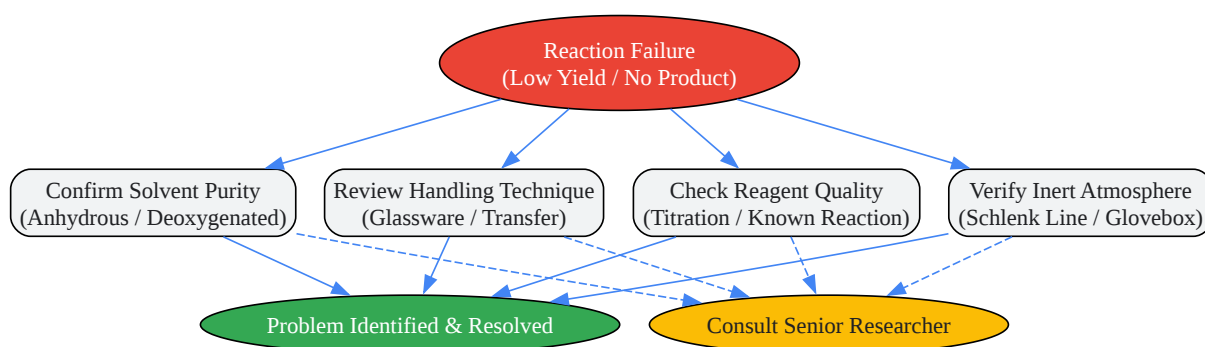 Reaction Failure
(Low Yield / No Product)
Confirm Solvent Purity
(Anhydrous / Deoxygenated)
Review Handling Technique
(Glassware / Transfer)
Check Reagent Quality
(Titration / Known Reaction)
Verify Inert Atmosphere
(Schlenk Line / Glovebox)
Problem Identified & Resolved
Consult Senior Researcher